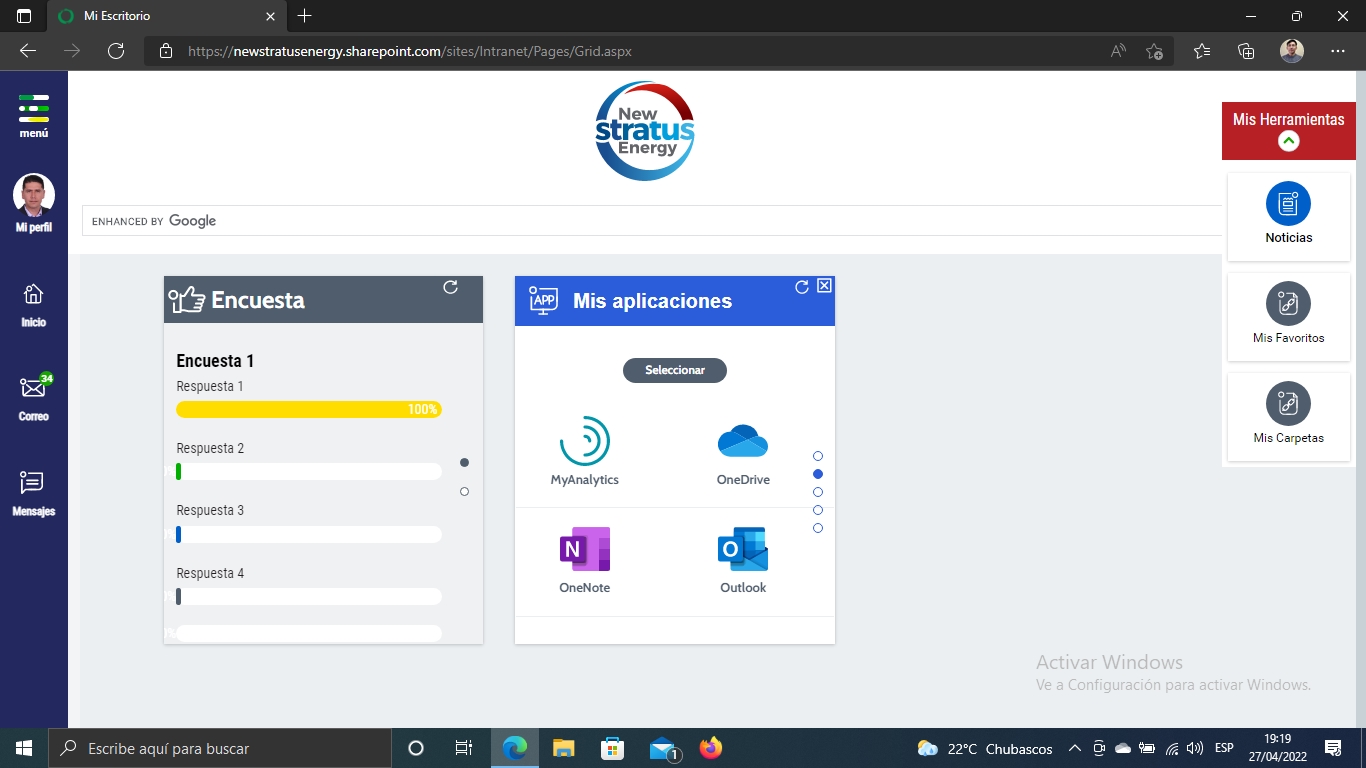 Mi Escritorio
https://newstratusenergy.sharepoint.com/sites/Intranet/Pages/Grid.aspx
menú
Mi perfil
Inicio
34
Correo
Mensajes
New
stratus
Energy
ENHANCED BY Google
Mis Herramientas
Noticias
Mis Favoritos
Mis Carpetas
Encuesta
Encuesta 1
Respuesta 1
100%
Respuesta 2
Respuesta 3
Respuesta 4
APP
Mis aplicaciones
Seleccionar
MyAnalytics
OneDrive
N
OneNote
O
Outlook
Activar Windows
Ve a Configuración para activar Windows.
Escribe aquí para buscar
1
22°C Chubascos
ESP
19:19
27/04/2022